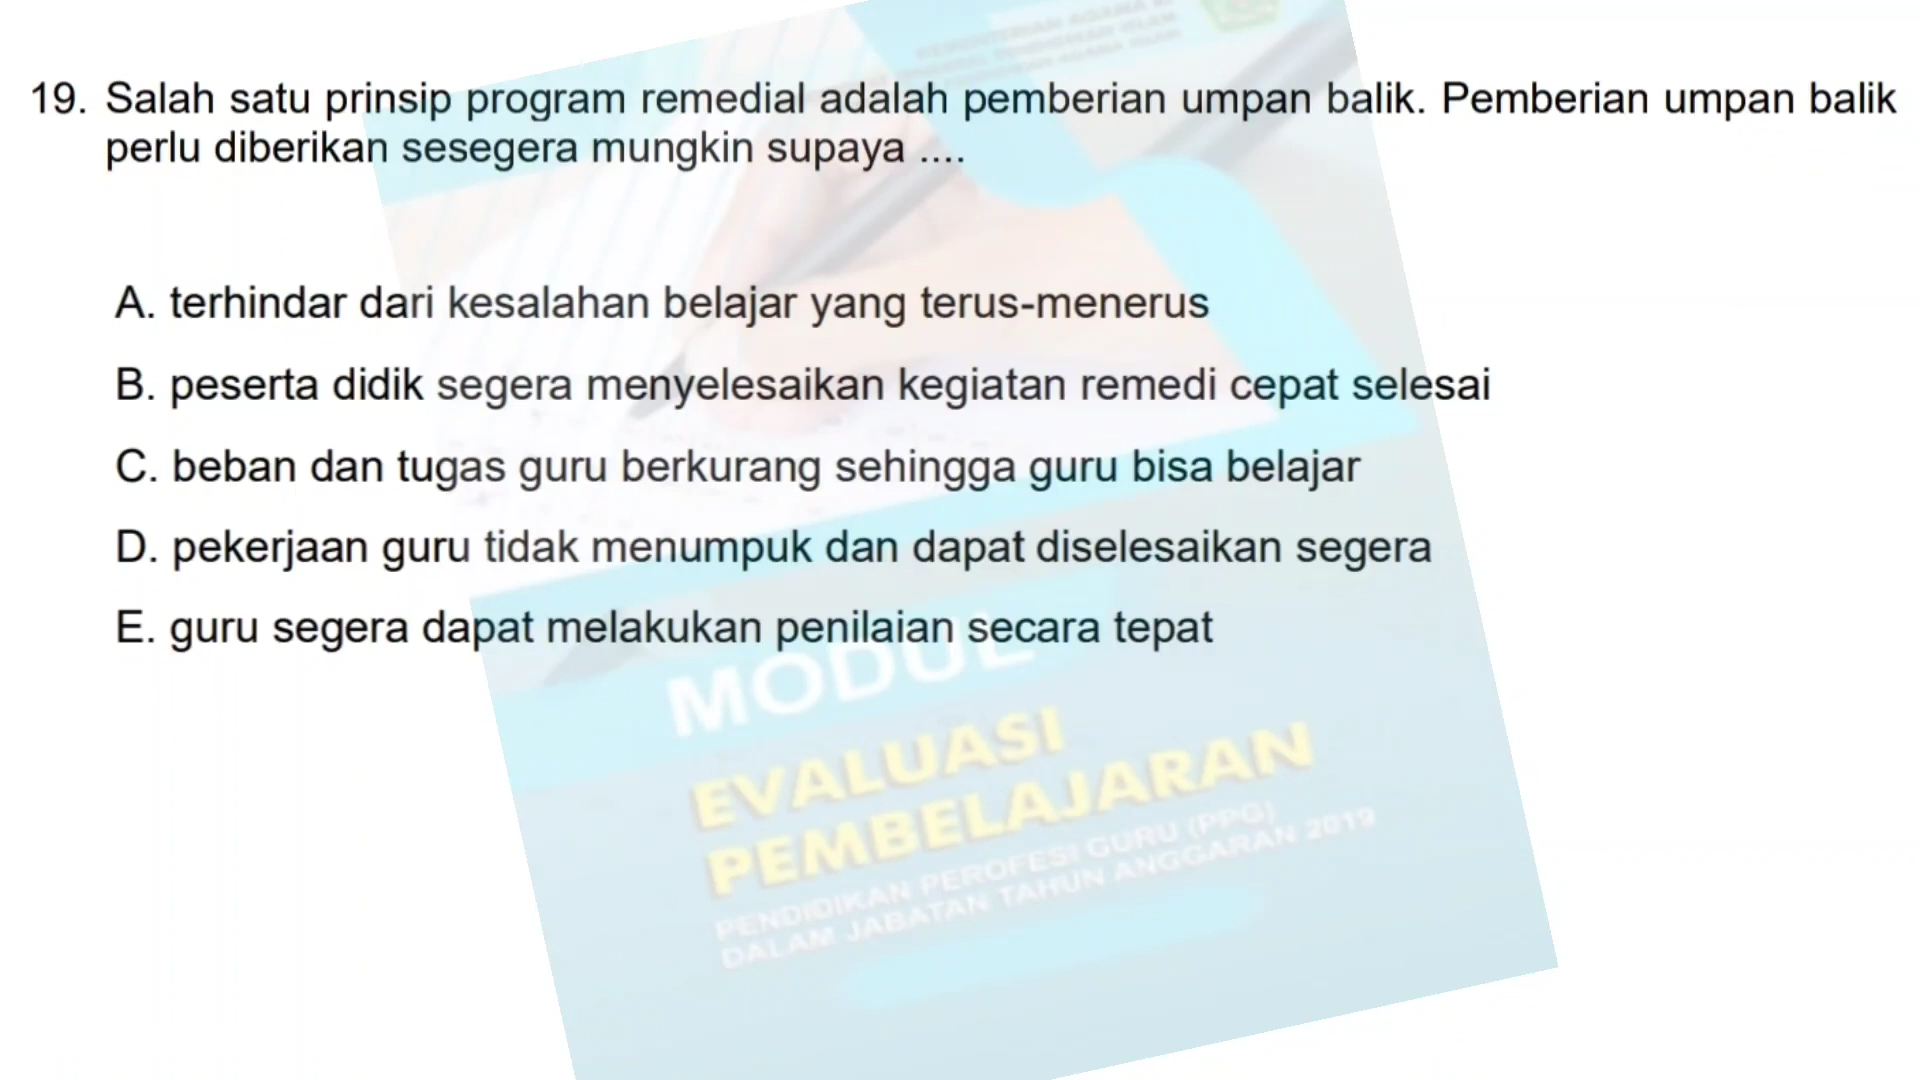 19. Salah satu prinsip program remedial adalah pemberian umpan balik. Pemberian umpan balik
perlu diberikan sesegera mungkin supaya ....
A. terhindar dari kesalahan belajar yang terus-menerus
B. peserta didik segera menyelesaikan kegiatan remedi cepat selesai
C. beban dan tugas guru berkurang sehingga guru bisa belajar
D. pekerjaan guru tidak menumpuk dan dapat diselesaikan segera
E. guru segera dapat melakukan penilaian secara tepat
MODUL
EVALUASI
PEMBELAJARAN
PENDIDIKAN PEROFESI GURU (PPG)
DALAM JABATAN TAHUN ANGGARAN 2019